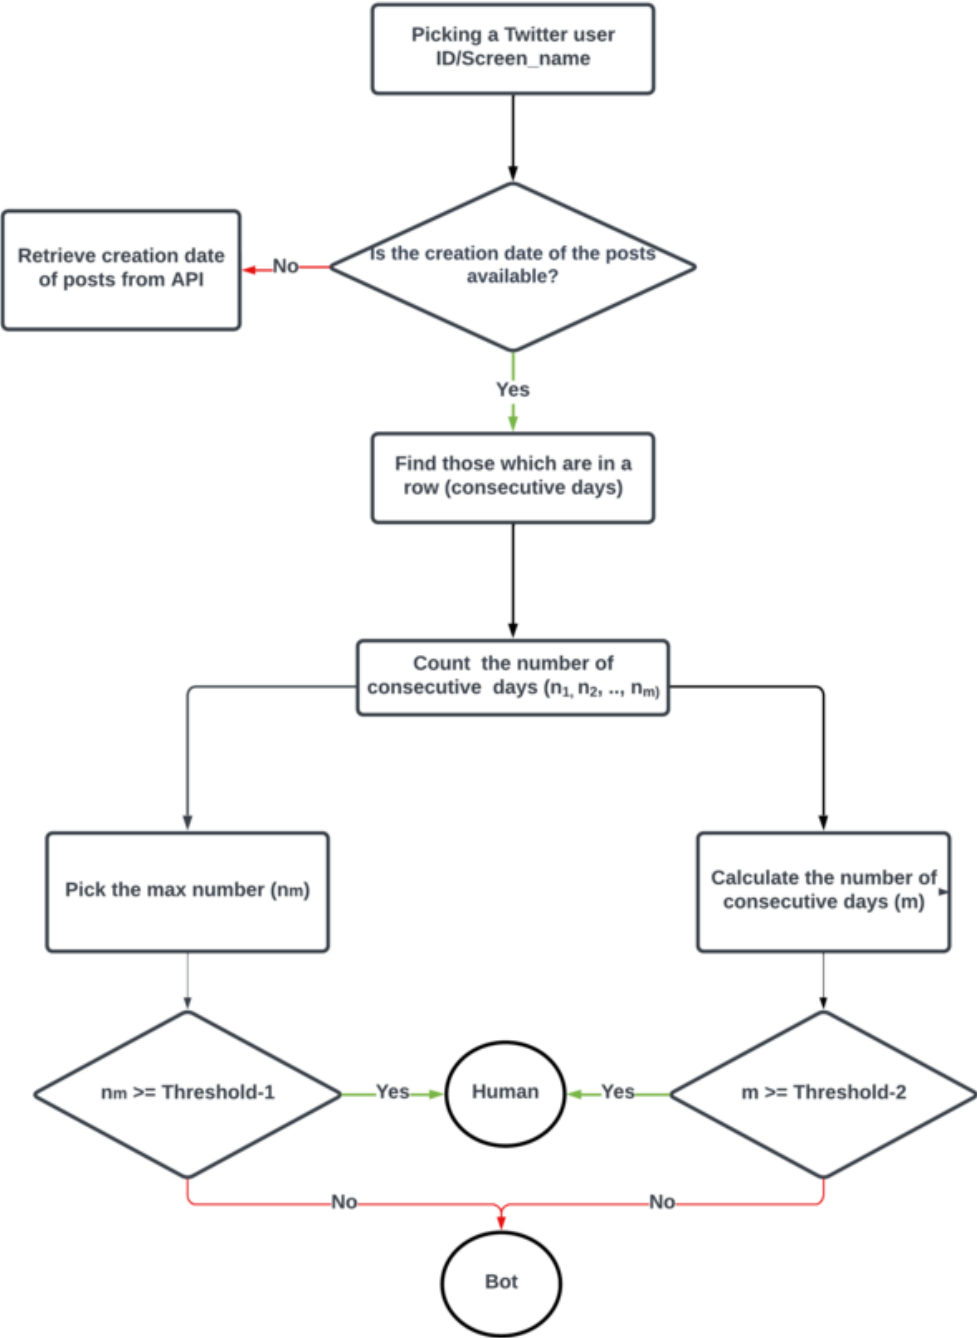 Picking a Twitter user
ID/Screen_name
Is the creation date of the posts
available?
No
Retrieve creation date
of posts from API
Yes
Find those which are in a
row (consecutive days)
Count the number of
consecutive days (n1, n2, .., nm)
Pick the max number (nm)
Calculate the number of
consecutive days (m)
nm >= Threshold-1
Yes
Human
Yes
m >= Threshold-2
No
No
Bot